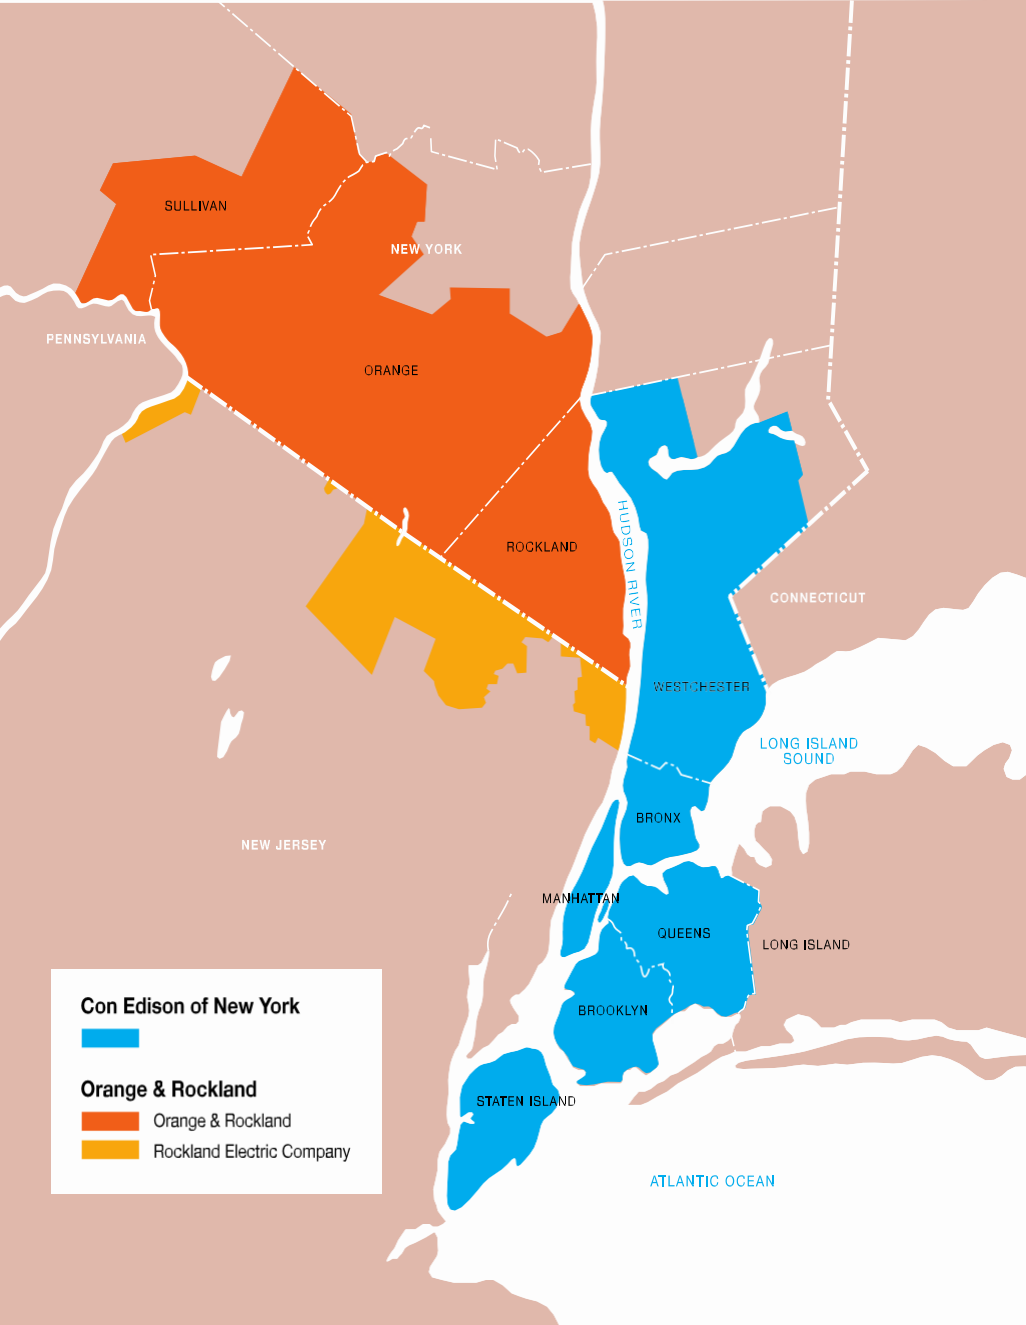 SULLIVAN
NEW YORK
PENNSYLVANIA
ORANGE
HUDSON RIVER
ROCKLAND
CONNECTICUT
WESTCHESTER
LONG ISLAND
SOUND
BRONX
NEW JERSEY
MANHATTAN
QUEENS
LONG ISLAND
BROOKLYN
STATEN ISLAND
ATLANTIC OCEAN
Con Edison of New York
Orange & Rockland
Orange & Rockland
Rockland Electric Company